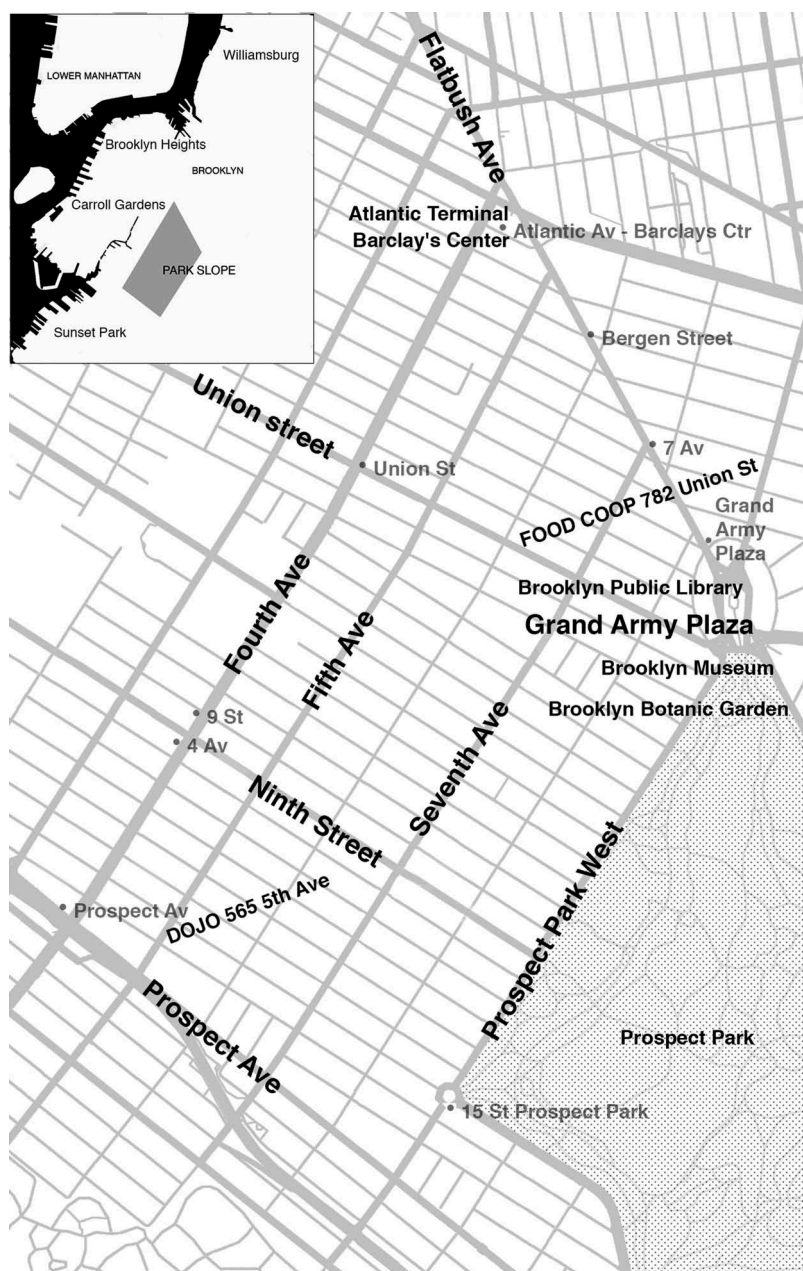 Williamsburg
LOWER MANHATTAN
Brooklyn Heights
BROOKLYN
Carroll Gardens
PARK SLOPE
Sunset Park
Flatbush Ave
Atlantic Terminal
Barclay's Center
Atlantic Av - Barclays Ctr
Bergen Street
Union street
Union St
7 Av
FOOD COOP 782 Union St
Grand
Army
Plaza
Brooklyn Public Library
Grand Army Plaza
Brooklyn Museum
Brooklyn Botanic Garden
Fourth Ave
Fifth Ave
Seventh Ave
9 St
4 Av
Ninth Street
Prospect Park West
DOJO 565 5th Ave
Prospect Av
Prospect Ave
Prospect Park
15 St Prospect Park